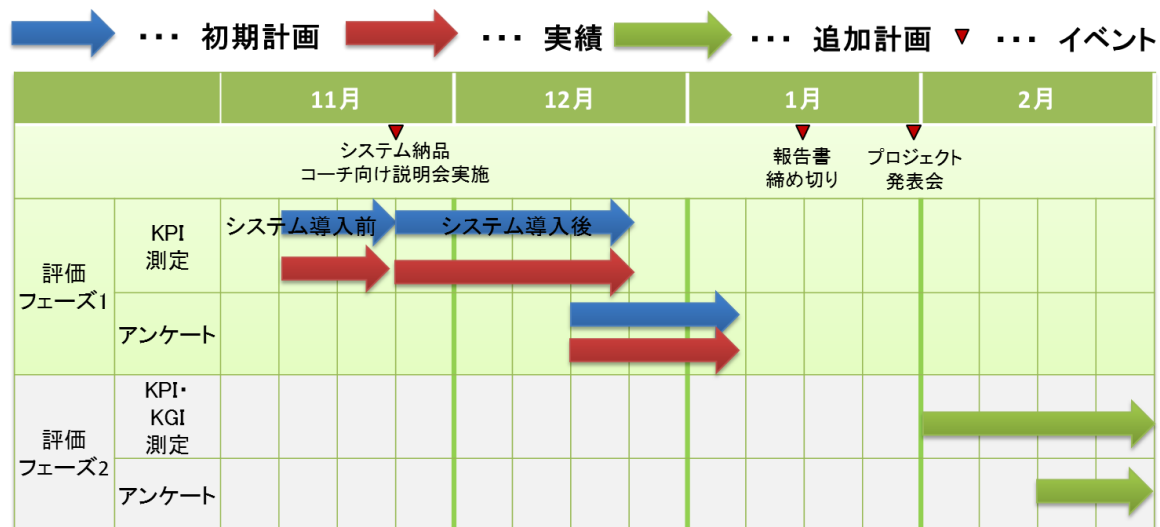 ··· 初期計画 ··· 実績 ··· 追加計画 ··· イベント
11月 12月 1月 2月
システム納品
コーチ向け説明会実施
報告書
締め切り
プロジェクト
発表会
評価
フェーズ1
KPI
測定
システム導入前 システム導入後
アンケート
評価
フェーズ2
KPI・
KGI
測定
アンケート